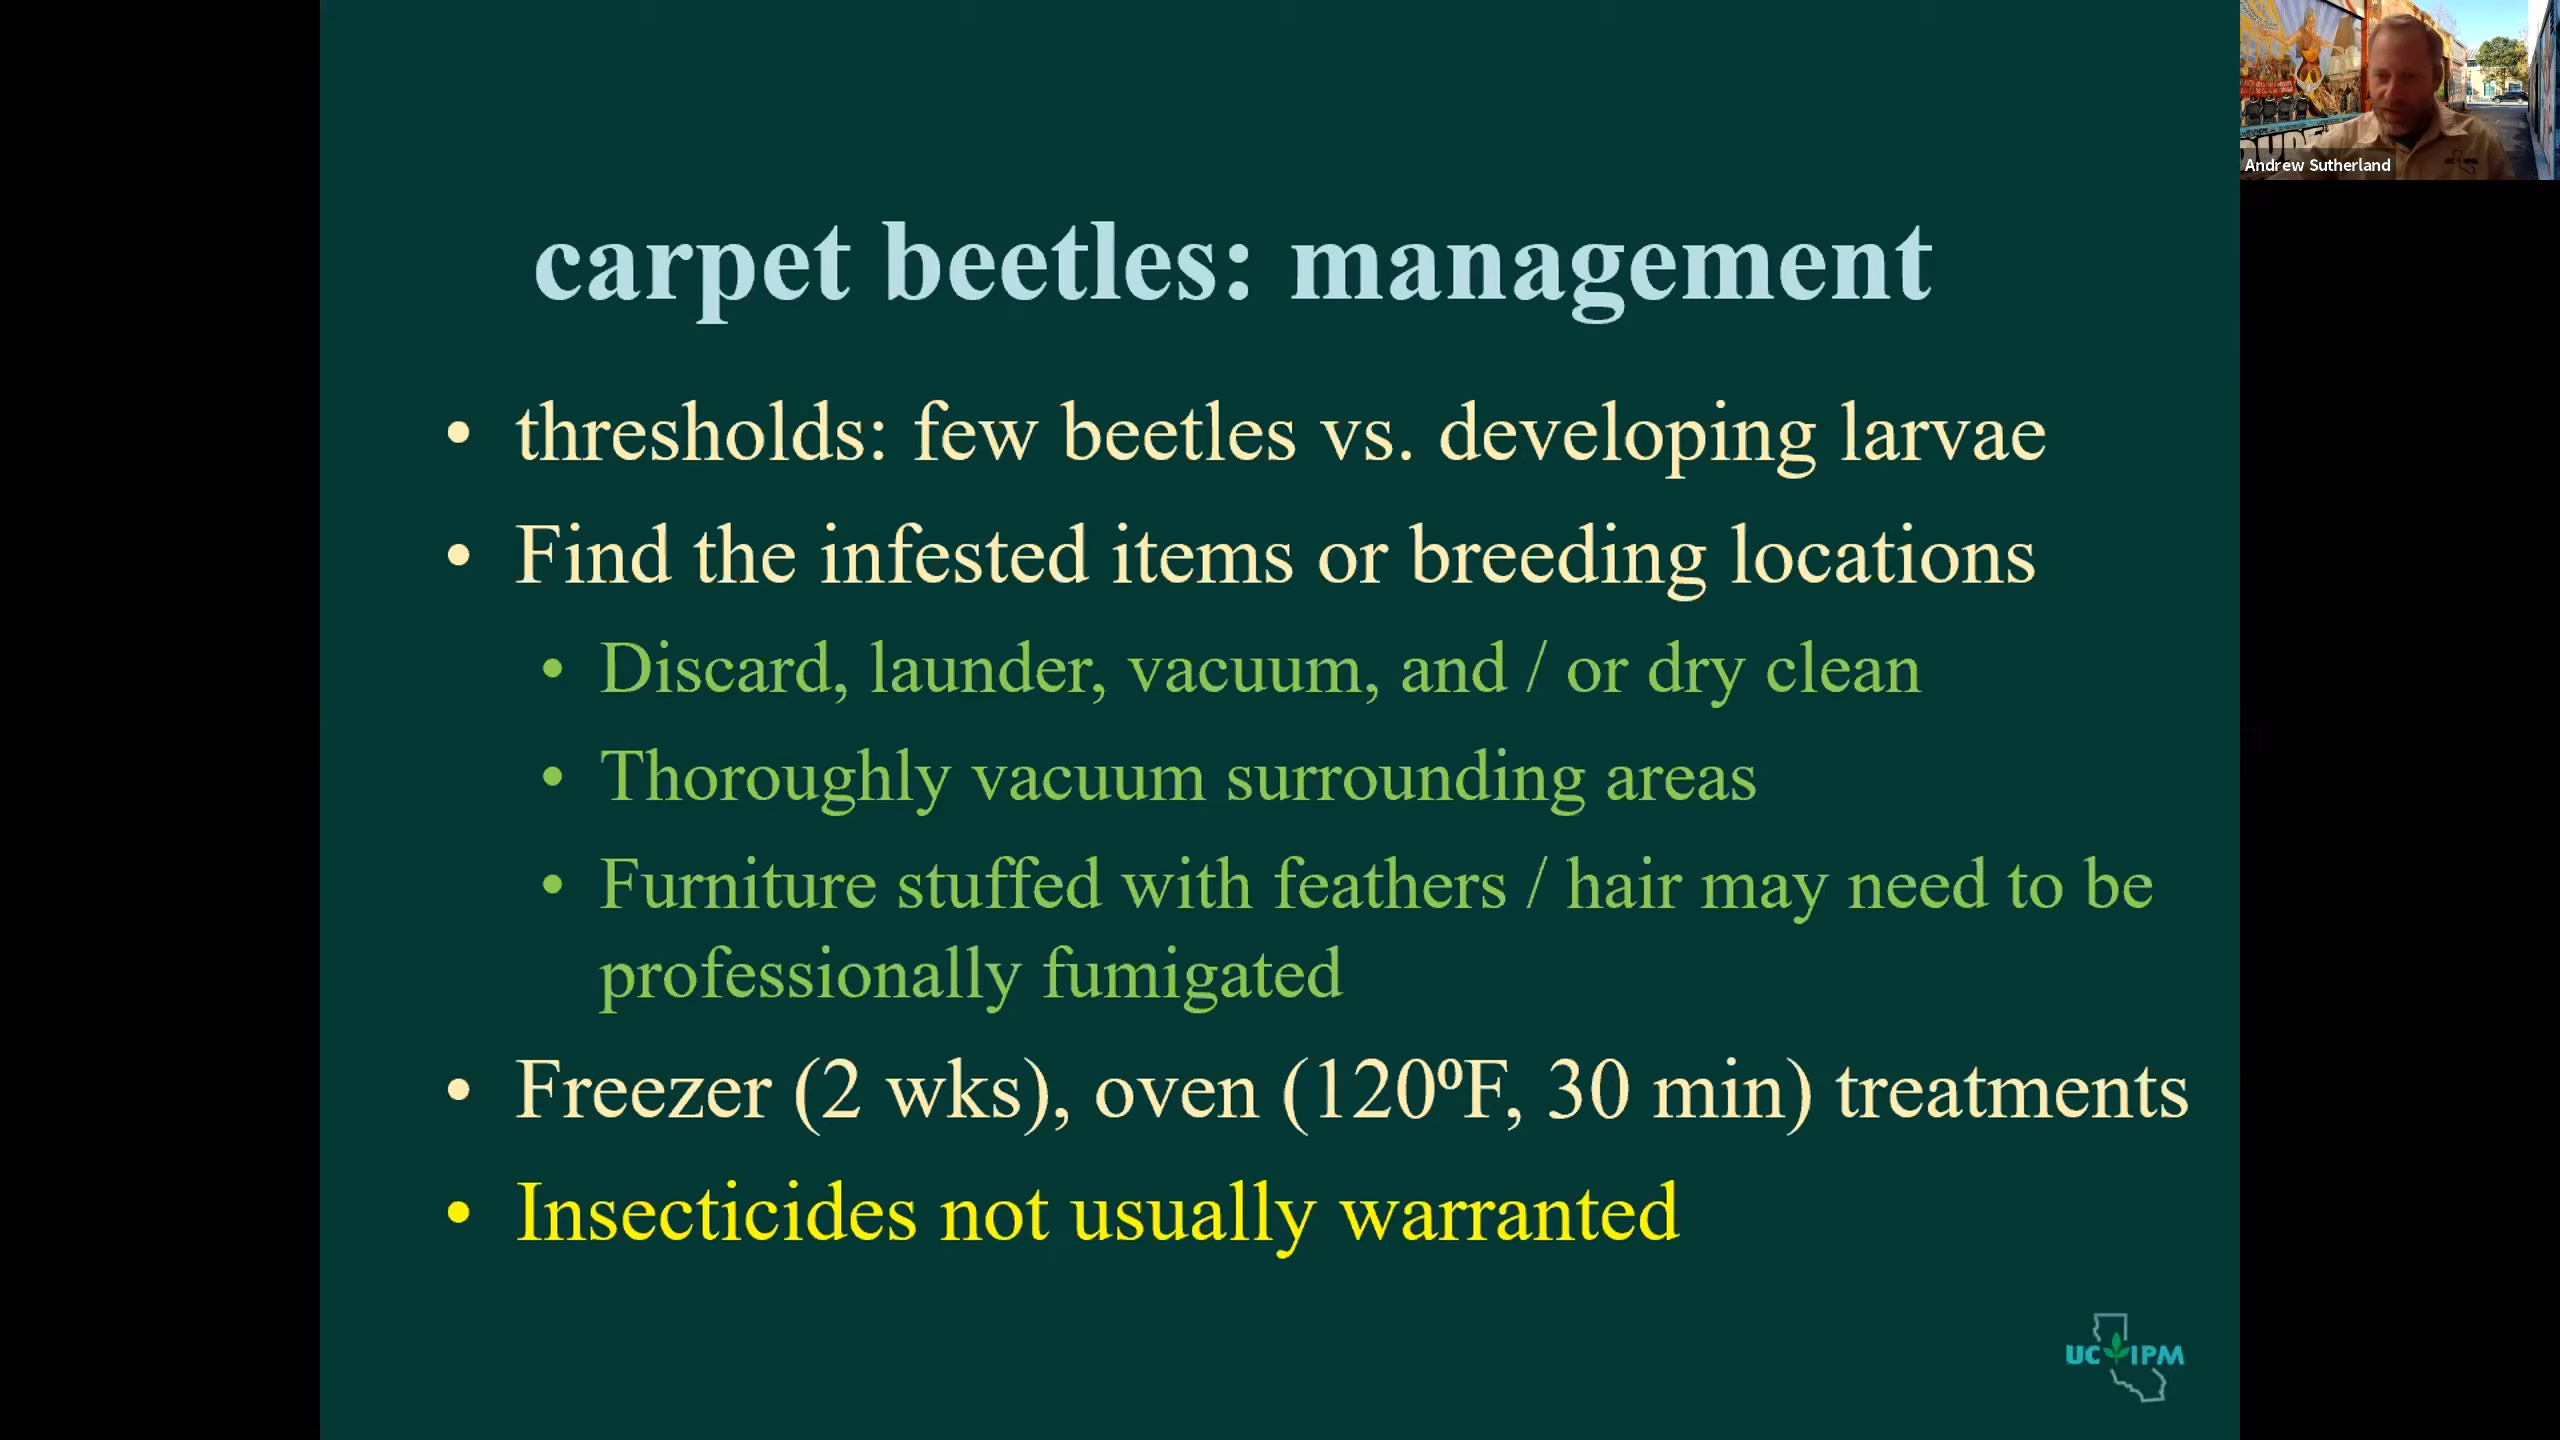 Andrew Sutherland
carpet beetles: management
• thresholds: few beetles vs. developing larvae
• Find the infested items or breeding locations
• Discard, launder, vacuum, and / or dry clean
• Thoroughly vacuum surrounding areas
• Furniture stuffed with feathers / hair may need to be
professionally fumigated
• Freezer (2 wks), oven (120ºF, 30 min) treatments
• Insecticides not usually warranted
UC IPM